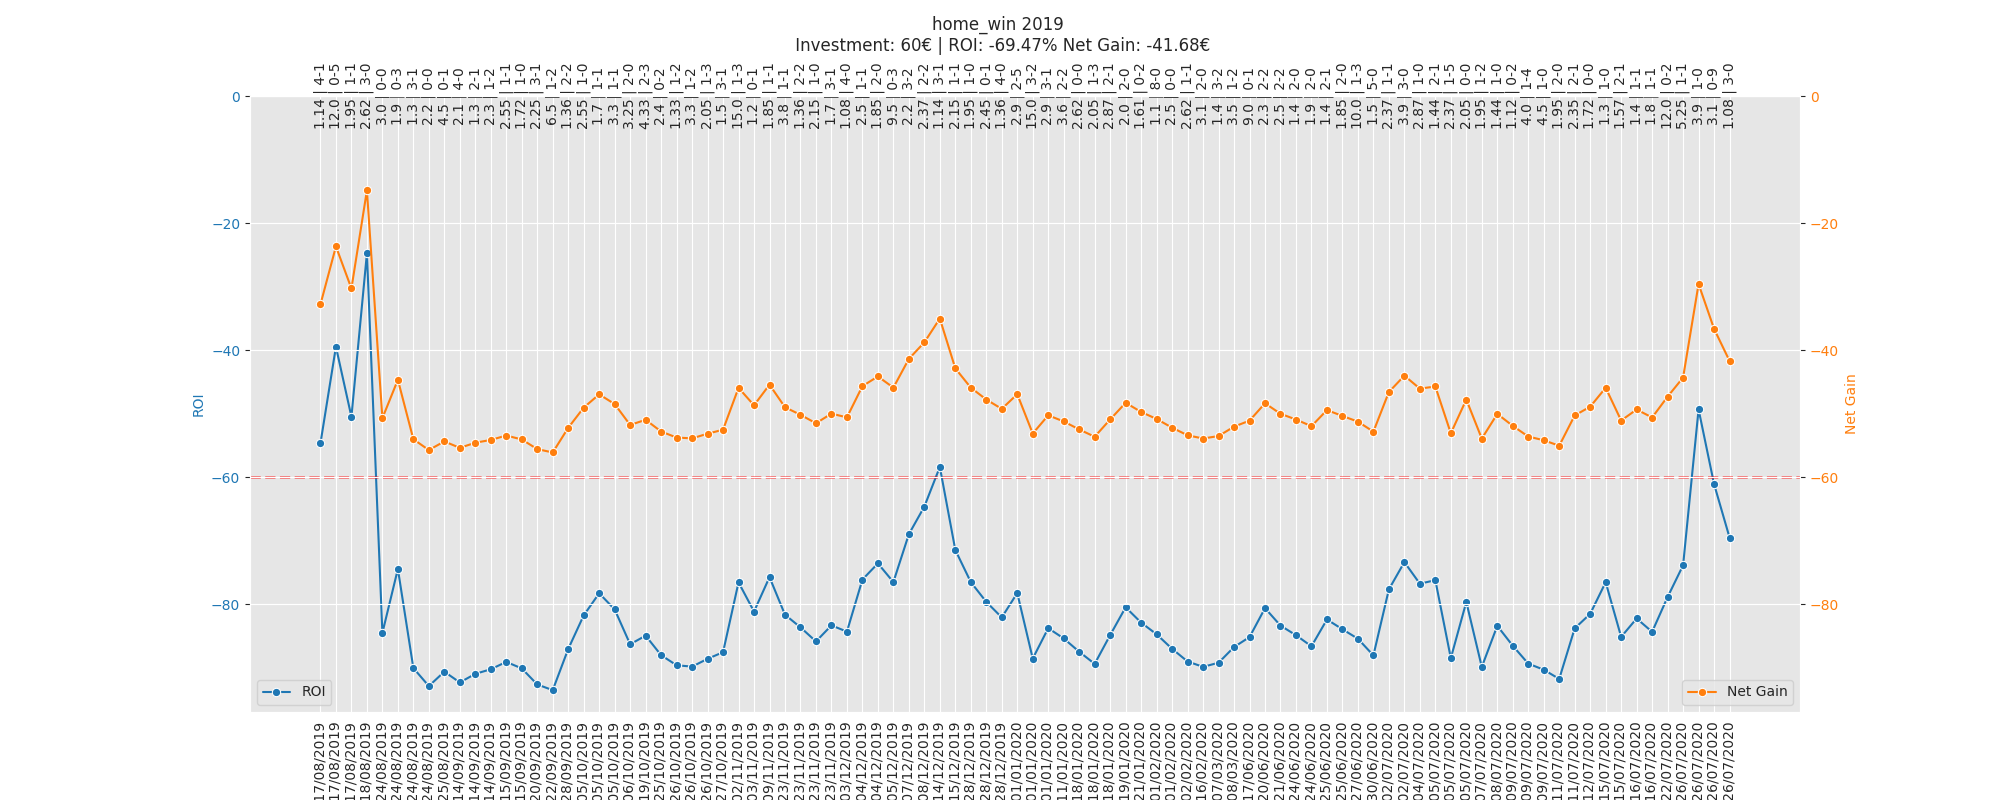 home_win 2019
Investment: 60€ | ROI: -69.47% Net Gain: -41.68€
1.14 | 4-1
12.0 | 0-5
1.95 | 1-1
2.62 | 3-0
3.0 | 0-0
1.9 | 0-3
1.3 | 3-1
2.2 | 0-0
4.5 | 0-1
2.1 | 4-0
1.3 | 2-1
2.3 | 1-2
2.55 | 1-1
1.72 | 1-0
2.25 | 3-1
6.5 | 1-2
1.36 | 2-2
2.55 | 1-0
1.7 | 1-1
3.3 | 1-1
3.25 | 2-0
4.33 | 2-3
2.4 | 0-2
1.33 | 1-2
3.3 | 1-2
2.05 | 1-3
1.5 | 3-1
15.0 | 1-3
1.2 | 0-1
1.85 | 1-1
3.8 | 1-1
1.36 | 2-2
2.15 | 1-0
1.7 | 3-1
1.08 | 4-0
2.5 | 1-1
1.85 | 2-0
9.5 | 0-3
2.2 | 3-2
2.37 | 2-2
1.14 | 3-1
2.15 | 1-1
1.95 | 1-0
2.45 | 0-1
1.36 | 4-0
2.9 | 2-5
15.0 | 3-2
2.9 | 3-1
3.6 | 2-2
2.62 | 0-0
2.05 | 1-3
2.87 | 2-1
2.0 | 2-0
1.61 | 0-2
1.1 | 8-0
2.5 | 0-0
2.62 | 1-1
3.1 | 2-0
1.4 | 3-2
3.5 | 1-2
9.0 | 0-1
2.3 | 2-2
2.5 | 2-2
1.4 | 2-0
1.9 | 2-0
1.4 | 2-1
1.85 | 2-0
10.0 | 1-3
1.5 | 5-0
2.37 | 1-1
3.9 | 3-0
2.87 | 1-0
1.44 | 2-1
2.37 | 1-5
2.05 | 0-0
1.95 | 1-2
1.44 | 1-0
1.12 | 0-2
4.0 | 1-4
4.5 | 1-0
1.95 | 2-0
2.35 | 2-1
1.72 | 0-0
1.3 | 1-0
1.57 | 2-1
1.4 | 1-1
1.8 | 1-1
12.0 | 0-2
5.25 | 1-1
3.9 | 1-0
3.1 | 0-9
1.08 | 3-0
0
−20
−40
−60
−80
ROI
0
−20
−40
−60
−80
Net Gain
ROI
Net Gain
17/08/2019
17/08/2019
17/08/2019
18/08/2019
24/08/2019
24/08/2019
24/08/2019
24/08/2019
25/08/2019
14/09/2019
14/09/2019
14/09/2019
15/09/2019
15/09/2019
20/09/2019
22/09/2019
28/09/2019
05/10/2019
05/10/2019
05/10/2019
06/10/2019
19/10/2019
26/10/2019
26/10/2019
26/10/2019
27/10/2019
02/11/2019
03/11/2019
09/11/2019
23/11/2019
23/11/2019
23/11/2019
23/11/2019
03/12/2019
04/12/2019
04/12/2019
05/12/2019
07/12/2019
08/12/2019
14/12/2019
15/12/2019
28/12/2019
28/12/2019
28/12/2019
01/01/2020
01/01/2020
01/01/2020
11/01/2020
18/01/2020
18/01/2020
18/01/2020
19/01/2020
21/01/2020
01/02/2020
01/02/2020
02/02/2020
16/02/2020
07/03/2020
08/03/2020
17/06/2020
20/06/2020
21/06/2020
24/06/2020
24/06/2020
25/06/2020
25/06/2020
27/06/2020
30/06/2020
02/07/2020
02/07/2020
04/07/2020
05/07/2020
05/07/2020
05/07/2020
07/07/2020
08/07/2020
09/07/2020
09/07/2020
09/07/2020
11/07/2020
11/07/2020
12/07/2020
15/07/2020
15/07/2020
16/07/2020
16/07/2020
22/07/2020
26/07/2020
26/07/2020
26/07/2020
26/07/2020